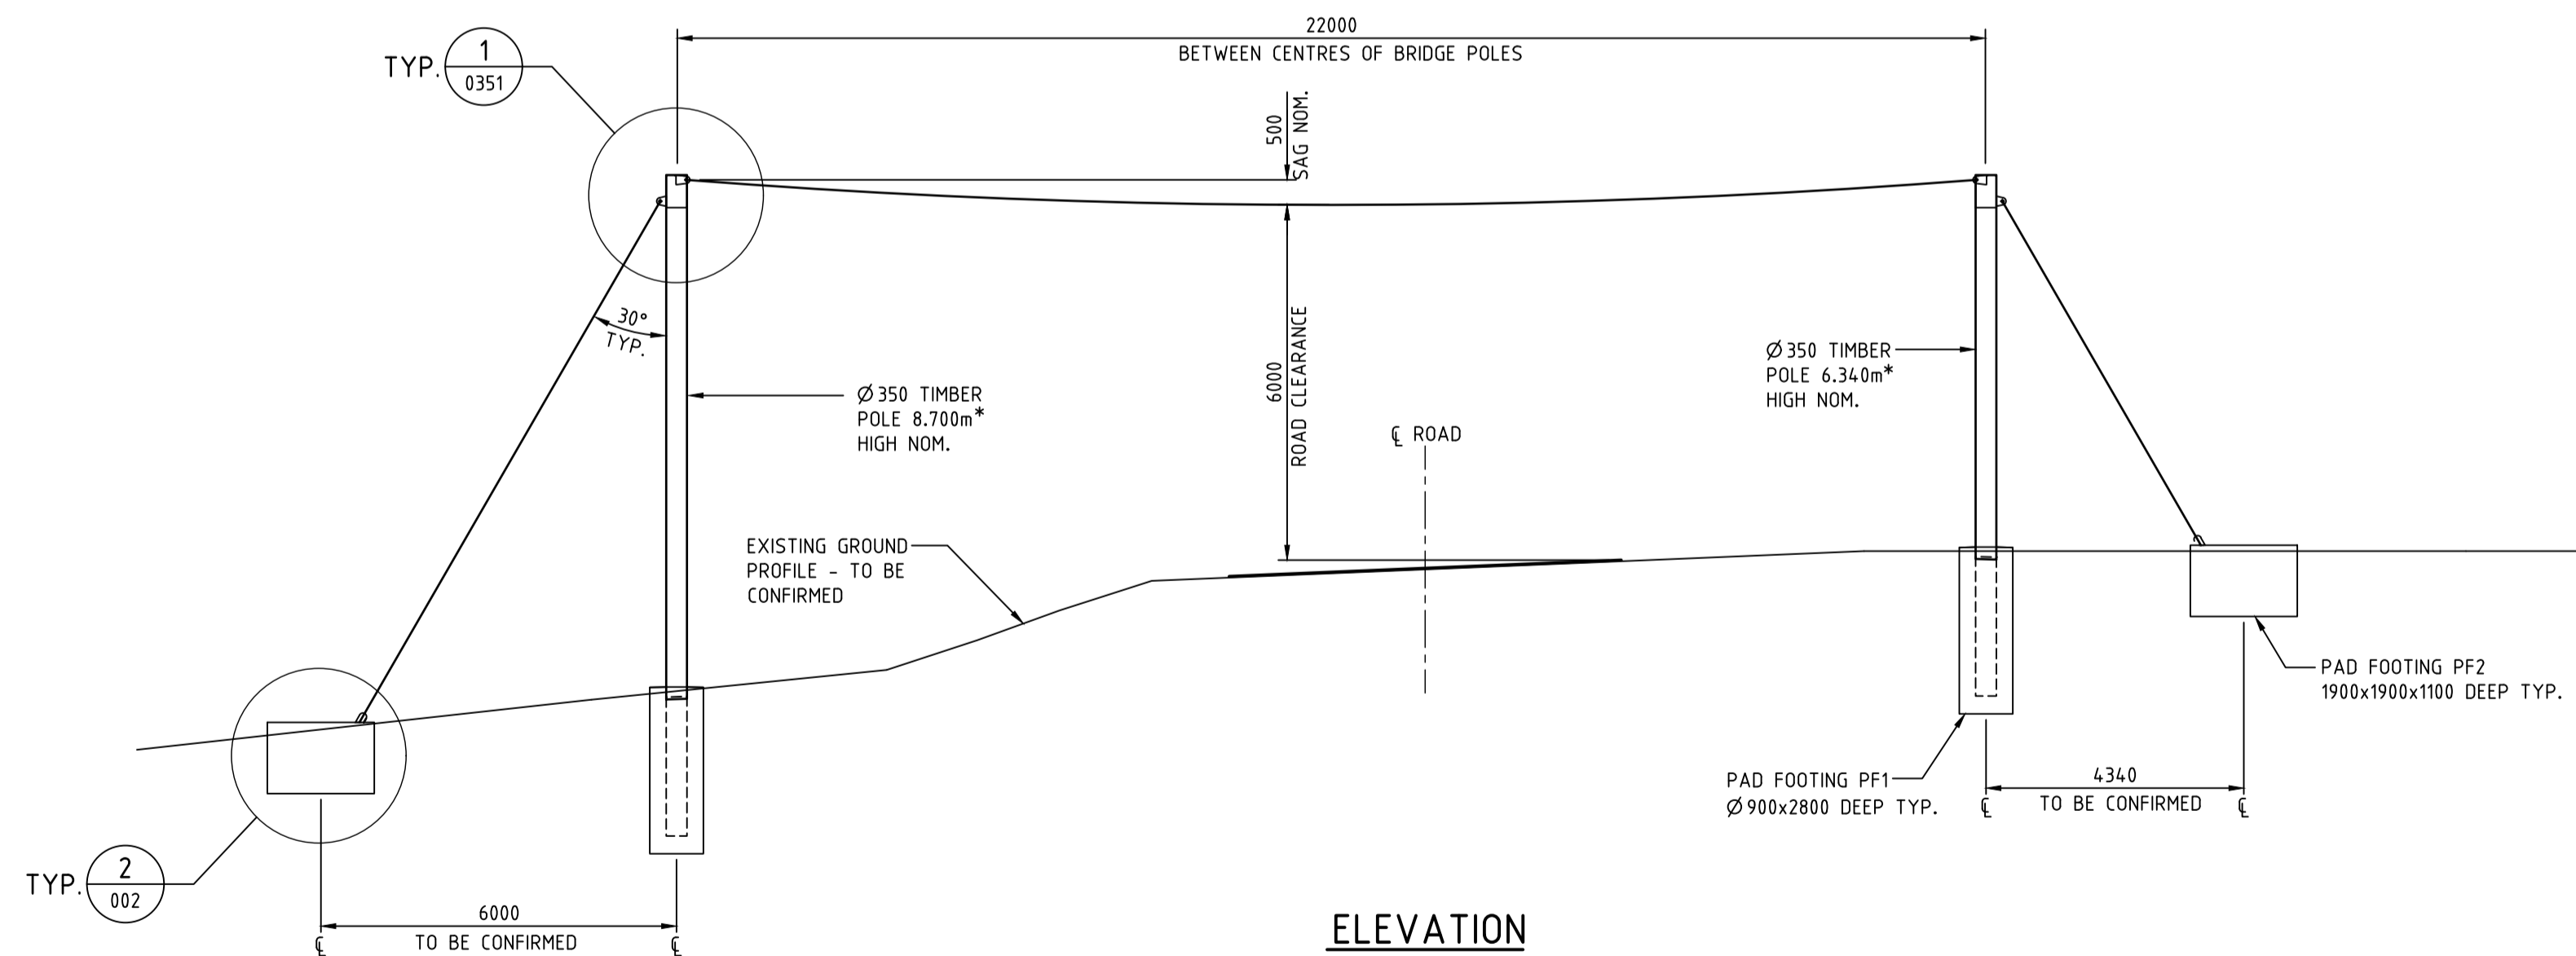 22000
BETWEEN CENTRES OF BRIDGE POLES
TYP.
1
0351
500
SAG NOM.
30°
TYP.
Ø350 TIMBER
POLE 8.700m*
HIGH NOM.
6000
ROAD CLEARANCE
℄ ROAD
Ø350 TIMBER
POLE 6.340m*
HIGH NOM.
EXISTING GROUND
PROFILE - TO BE
CONFIRMED
PAD FOOTING PF2
1900x1900x1100 DEEP TYP.
PAD FOOTING PF1
Ø900x2800 DEEP TYP.
4340
℄ TO BE CONFIRMED ℄
TYP.
2
002
6000
℄ TO BE CONFIRMED ℄
ELEVATION